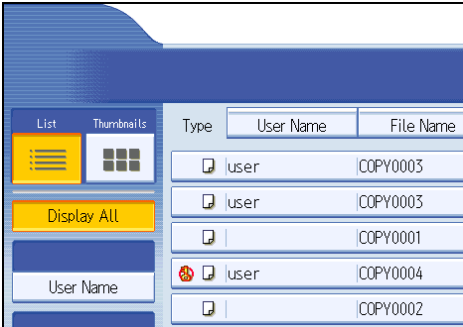 List Thumbnails
Type User Name File Name
user COPY0003
Display All
user COPY0003
COPY0001
user COPY0004
User Name
COPY0002